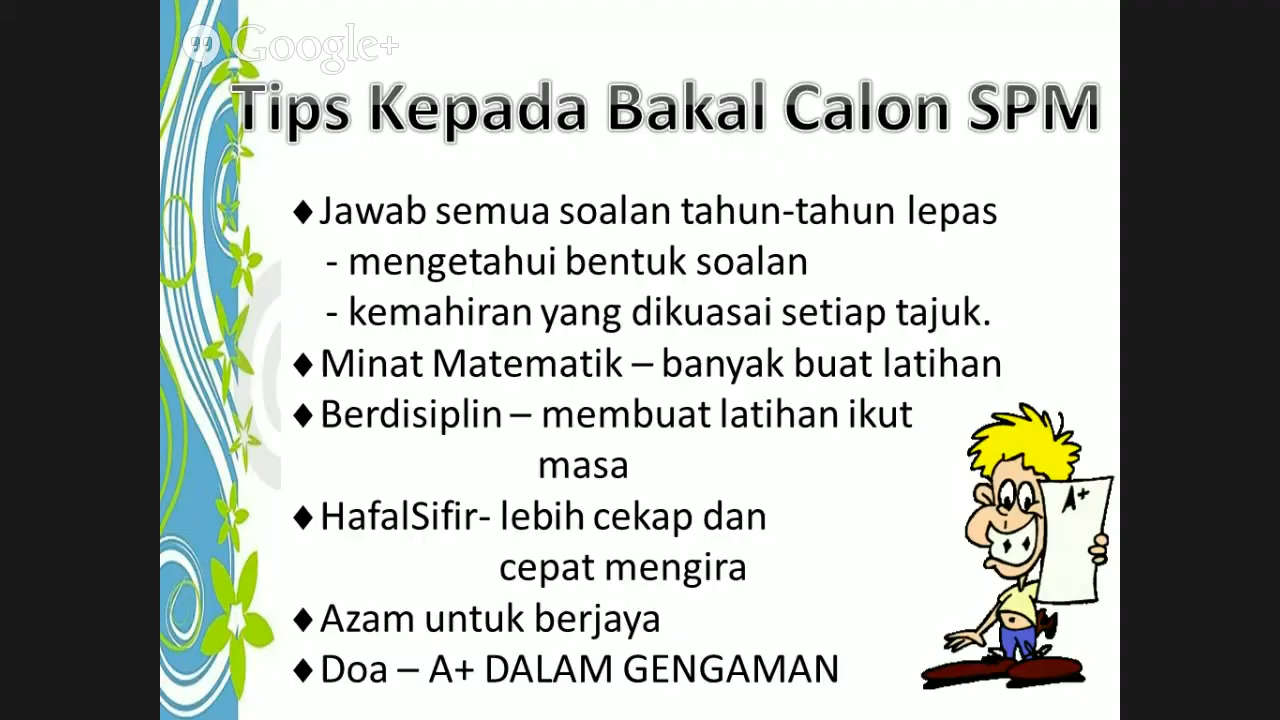 Google+
Tips Kepada Bakal Calon SPM
♦Jawab semua soalan tahun-tahun lepas
- mengetahui bentuk soalan
- kemahiran yang dikuasai setiap tajuk.
♦Minat Matematik – banyak buat latihan
♦Berdisiplin – membuat latihan ikut
masa
♦HafalSifir- lebih cekap dan
cepat mengira
♦Azam untuk berjaya
♦Doa – A+ DALAM GENGAMAN
A+